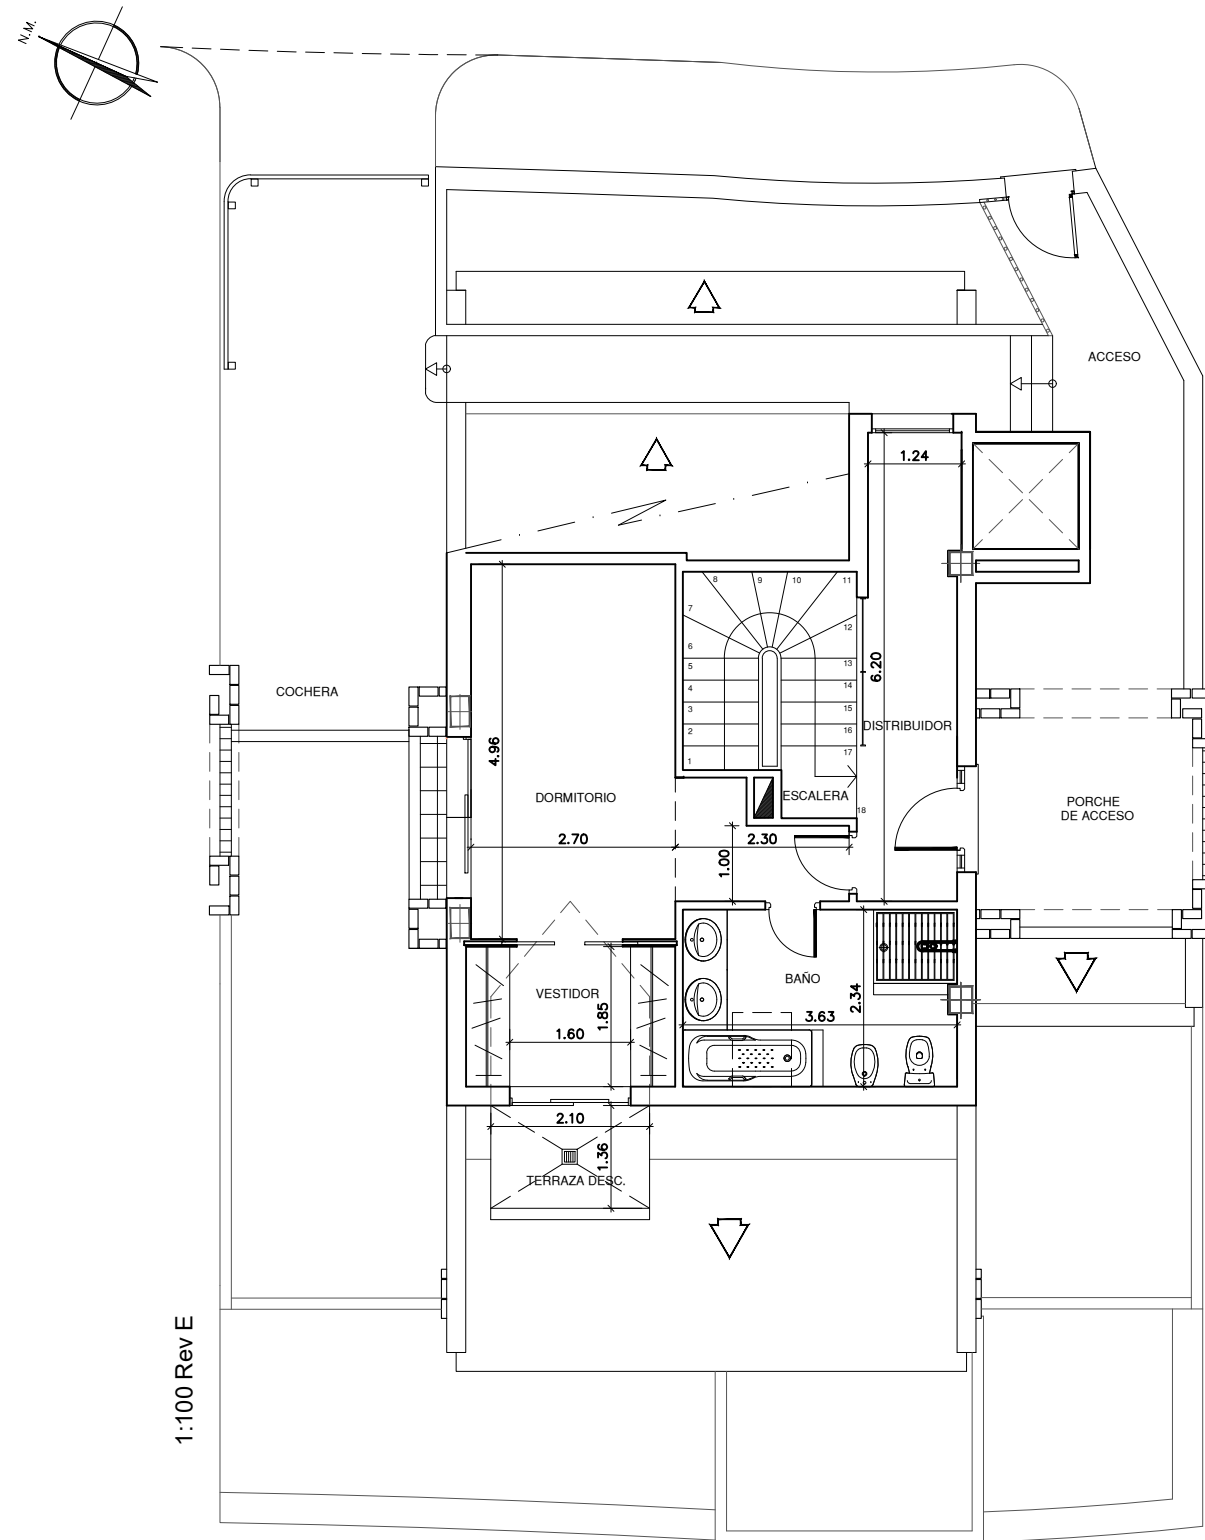 N.M.
ACCESO
1.24
8
9
10
11
7
12
6
5
13
4
14
3
15
2
16
1
17
18
6.20
COCHERA
DISTRIBUIDOR
4.96
DORMITORIO
ESCALERA
PORCHE
DE ACCESO
2.70
2.30
1.00
VESTIDOR
BAÑO
1.85
2.34
1.60
3.63
2.10
1.36
TERRAZA DESC.
1:100 Rev E